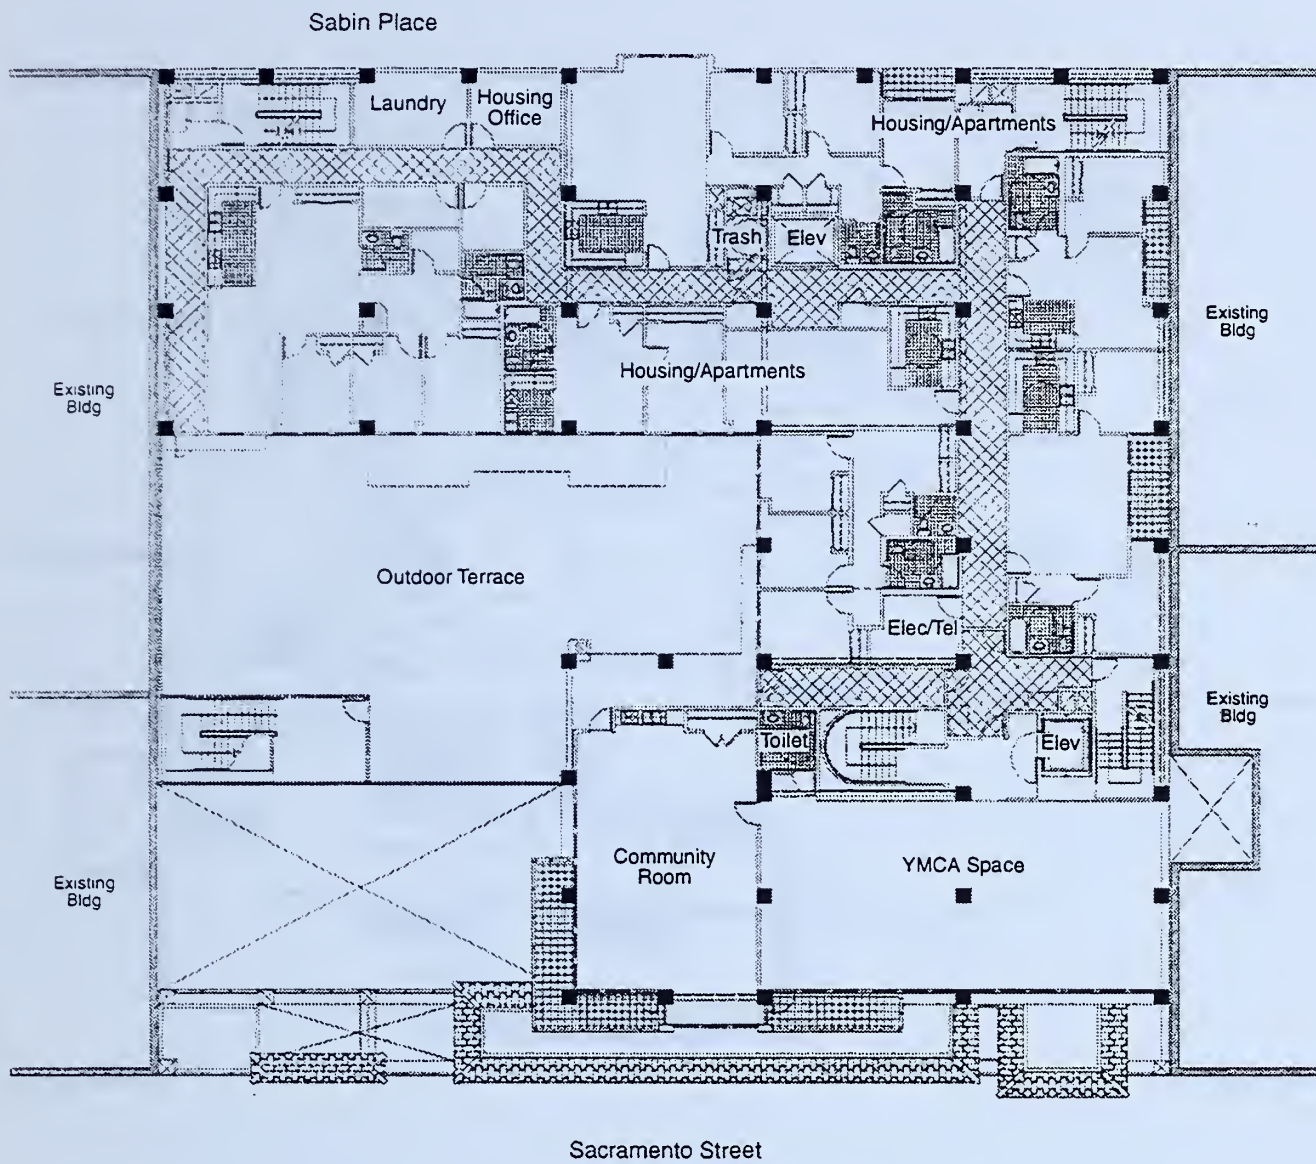 Sabin Place
Laundry
Housing
Office
Housing/Apartments
Trash
Elev
Existing
Bldg
Existing
Bldg
Housing/Apartments
Outdoor Terrace
Elec/Tel
Existing
Bldg
Toilet
Elev
Community
Room
YMCA Space
Existing
Bldg
Sacramento Street